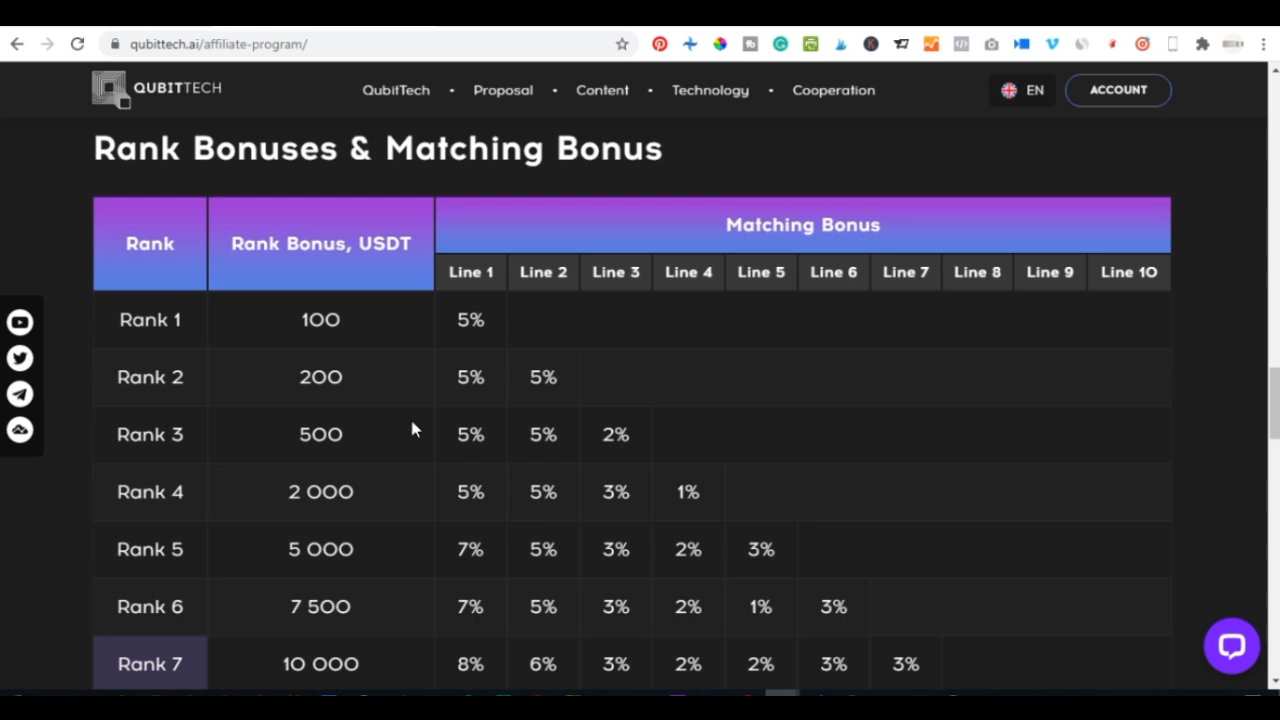 qubittech.ai/affiliate-program/
QUBITTECH
QubitTech • Proposal • Content • Technology • Cooperation
EN
ACCOUNT
Rank Bonuses & Matching Bonus
Rank Rank Bonus, USDT Matching Bonus
Line 1 Line 2 Line 3 Line 4 Line 5 Line 6 Line 7 Line 8 Line 9 Line 10
Rank 1 100 5%
Rank 2 200 5% 5%
Rank 3 500 5% 5% 2%
Rank 4 2 000 5% 5% 3% 1%
Rank 5 5 000 7% 5% 3% 2% 3%
Rank 6 7 500 7% 5% 3% 2% 1% 3%
Rank 7 10 000 8% 6% 3% 2% 2% 3% 3%